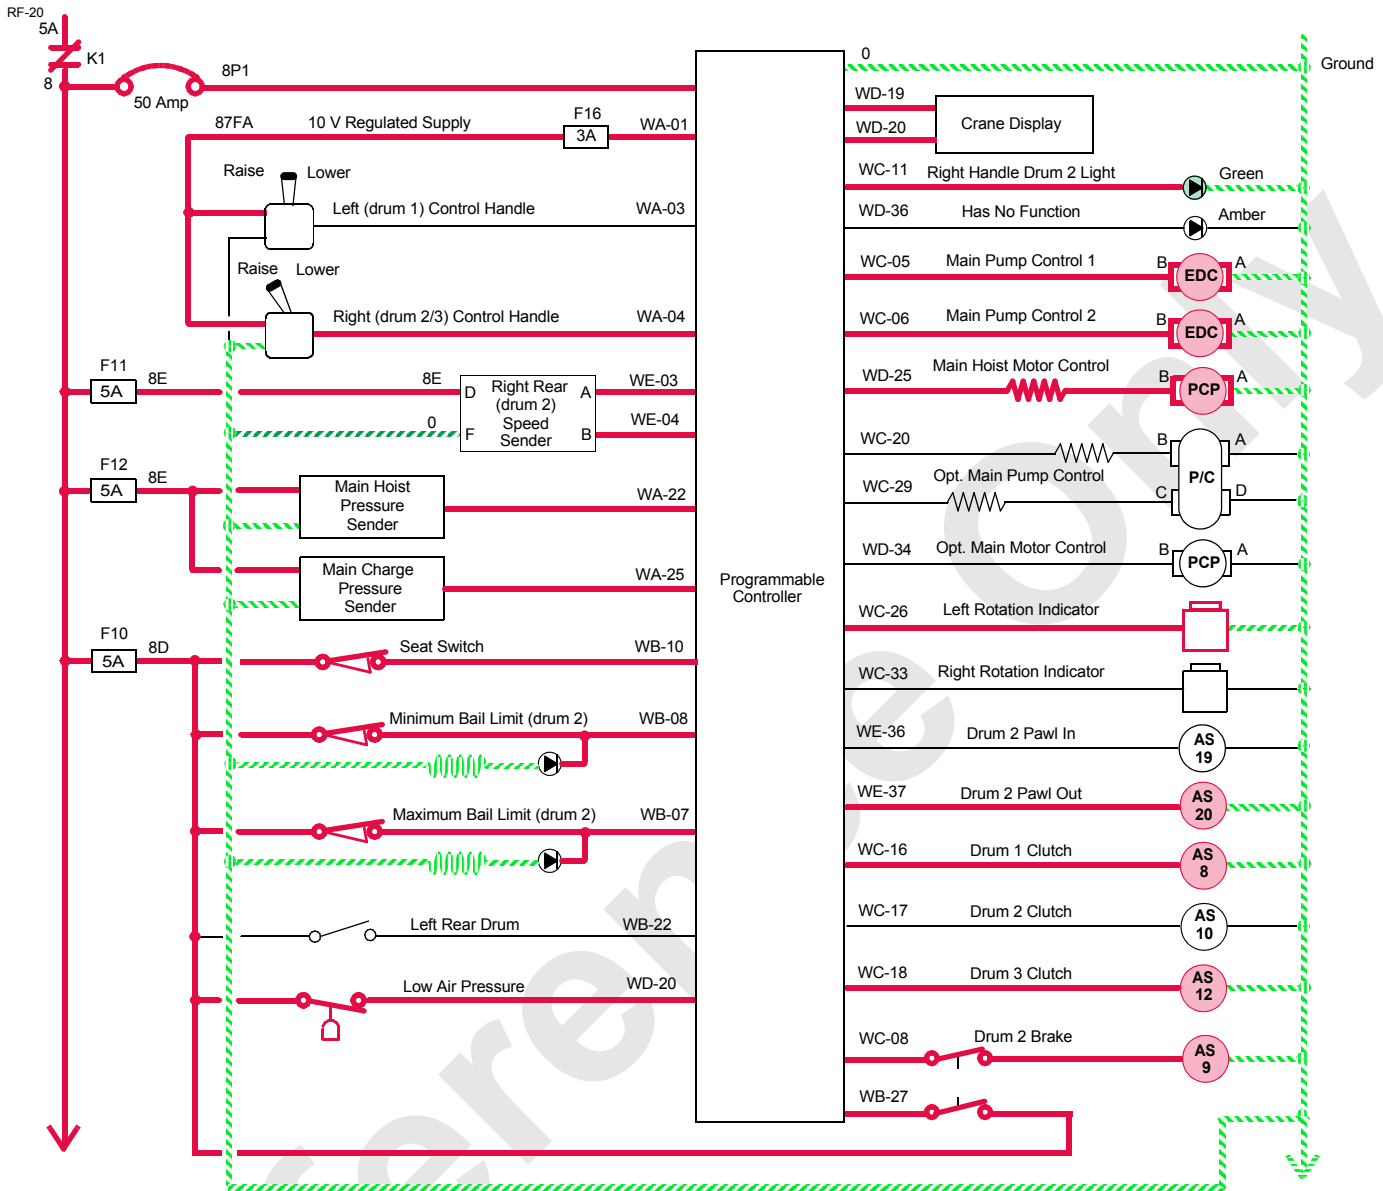 RF-20
5A
K1
8
8P1
50 Amp
87FA
10 V Regulated Supply
F16
3A
WA-01
Raise
Lower
Left (drum 1) Control Handle
WA-03
Raise
Lower
Right (drum 2/3) Control Handle
WA-04
F11
5A
8E
8E
D
Right Rear
(drum 2)
Speed
Sender
A
WE-03
0
F
B
WE-04
F12
5A
8E
Main Hoist
Pressure
Sender
WA-22
Main Charge
Pressure
Sender
WA-25
F10
5A
8D
Seat Switch
WB-10
Minimum Bail Limit (drum 2)
WB-08
Maximum Bail Limit (drum 2)
WB-07
Left Rear Drum
WB-22
Low Air Pressure
WD-20
Programmable
Controller
0
Ground
WD-19
WD-20
Crane Display
WC-11
Right Handle Drum 2 Light
Green
WD-36
Has No Function
Amber
WC-05
Main Pump Control 1
B
EDC
A
WC-06
Main Pump Control 2
B
EDC
A
WD-25
Main Hoist Motor Control
B
PCP
A
WC-20
B
A
WC-29
Opt. Main Pump Control
P/C
C
D
WD-34
Opt. Main Motor Control
B
PCP
A
WC-26
Left Rotation Indicator
WC-33
Right Rotation Indicator
WE-36
Drum 2 Pawl In
AS
19
WE-37
Drum 2 Pawl Out
AS
20
WC-16
Drum 1 Clutch
AS
8
WC-17
Drum 2 Clutch
AS
10
WC-18
Drum 3 Clutch
AS
12
WC-08
Drum 2 Brake
AS
9
WB-27
ference Only